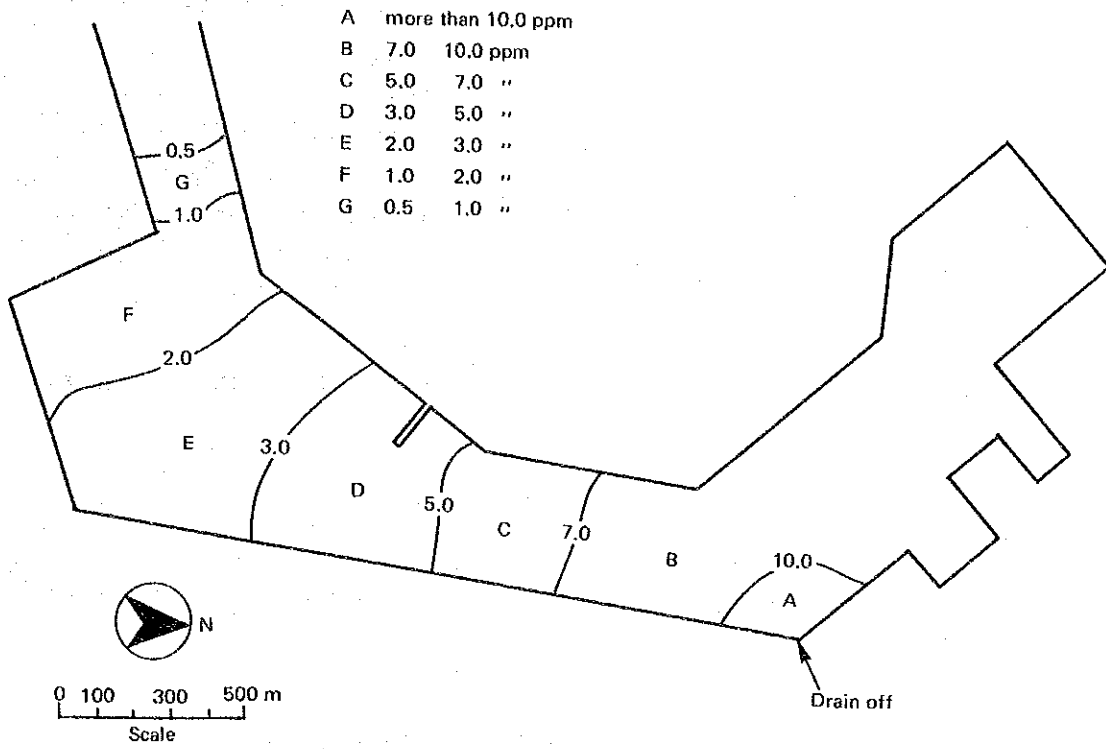 A more than 10.0 ppm
B 7.0 10.0 ppm
C 5.0 7.0 "
D 3.0 5.0 "
E 2.0 3.0 "
F 1.0 2.0 "
G 0.5 1.0 "
0.5
G
1.0
F
2.0
E
3.0
D
5.0
C
7.0
B
10.0
A
N
0 100 300 500 m
Scale
Drain off